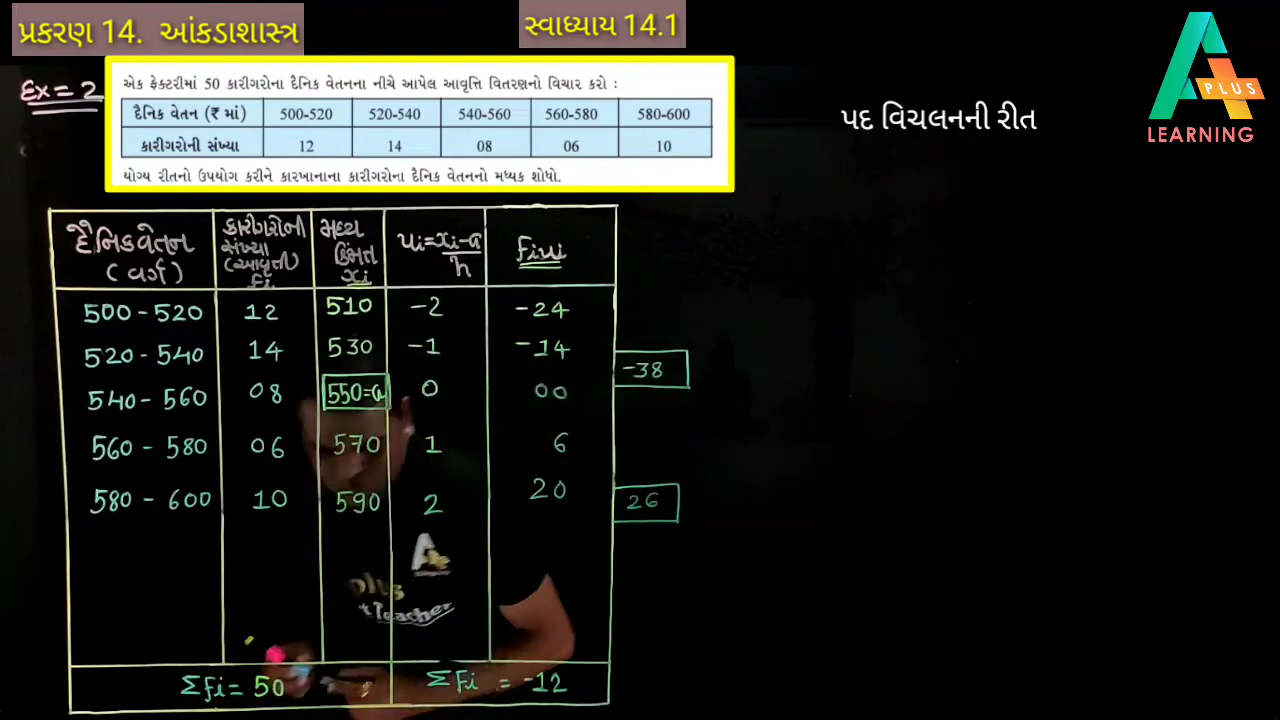 પ્રકરણ 14. આંકડાશાસ્ત્ર
સ્વાધ્યાય 14.1
PLUS
LEARNING
Ex = 2
એક ફેક્ટરીમાં 50 કારીગરોના દૈનિક વેતનના નીચે આપેલ આવૃત્તિ વિતરણનો વિચાર કરો :
દૈનિક વેતન (₹ માં) 500-520 520-540 540-560 560-580 580-600
કારીગરોની સંખ્યા 12 14 08 06 10
યોગ્ય રીતનો ઉપયોગ કરીને કારખાનાના કારીગરોના દૈનિક વેતનનો મધ્યક શોધો.
પદ વિચલનની રીત
દૈનિક વેતન (વર્ગ)
કારીગરોની સંખ્યા (આવૃત્તી) fi
મધ્ય કિંમત xi
ui = xi-a / h
fiui
500 - 520 12 510 -2 -24
520 - 540 14 530 -1 -14
-38
540 - 560 08 550=a 0 00
560 - 580 06 570 1 6
580 - 600 10 590 2 20
26
A+
plus
t Teacher
Σfi = 50
Σfi = -12